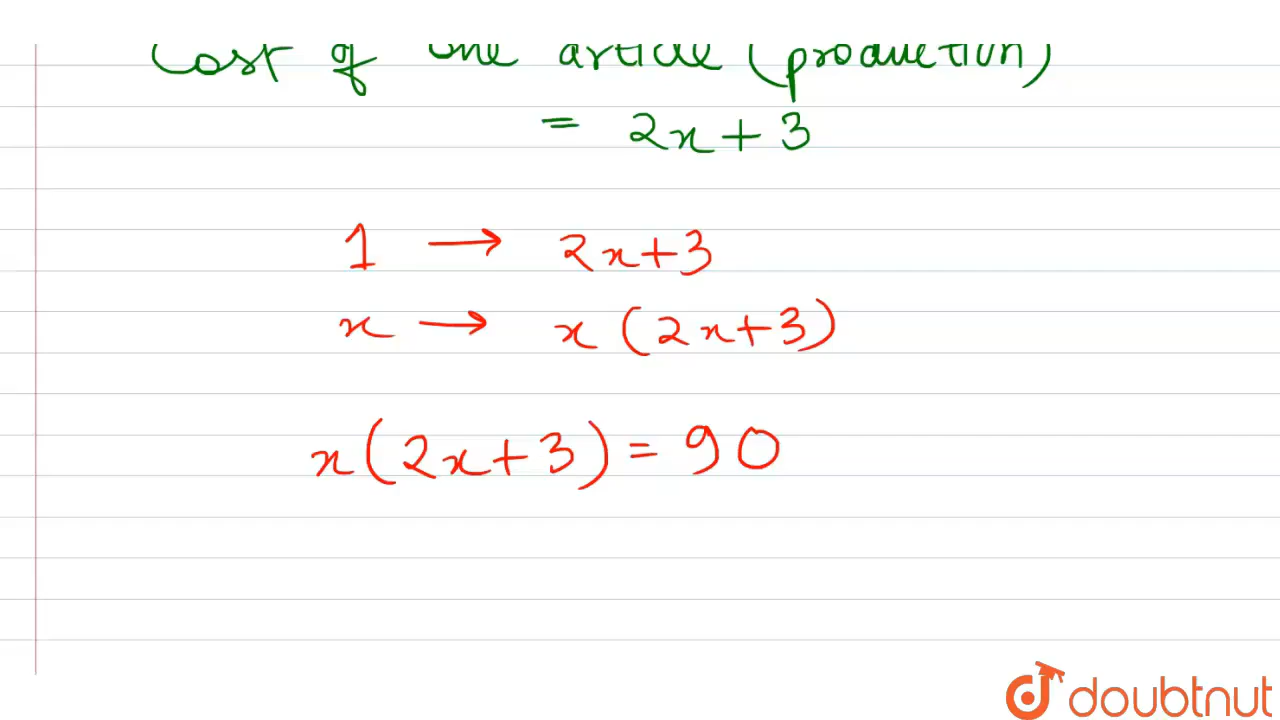 Cost of one article (production)
= 2x + 3
1 → 2x+3
x → x (2x+3)
x(2x+3) = 90
doubtnut